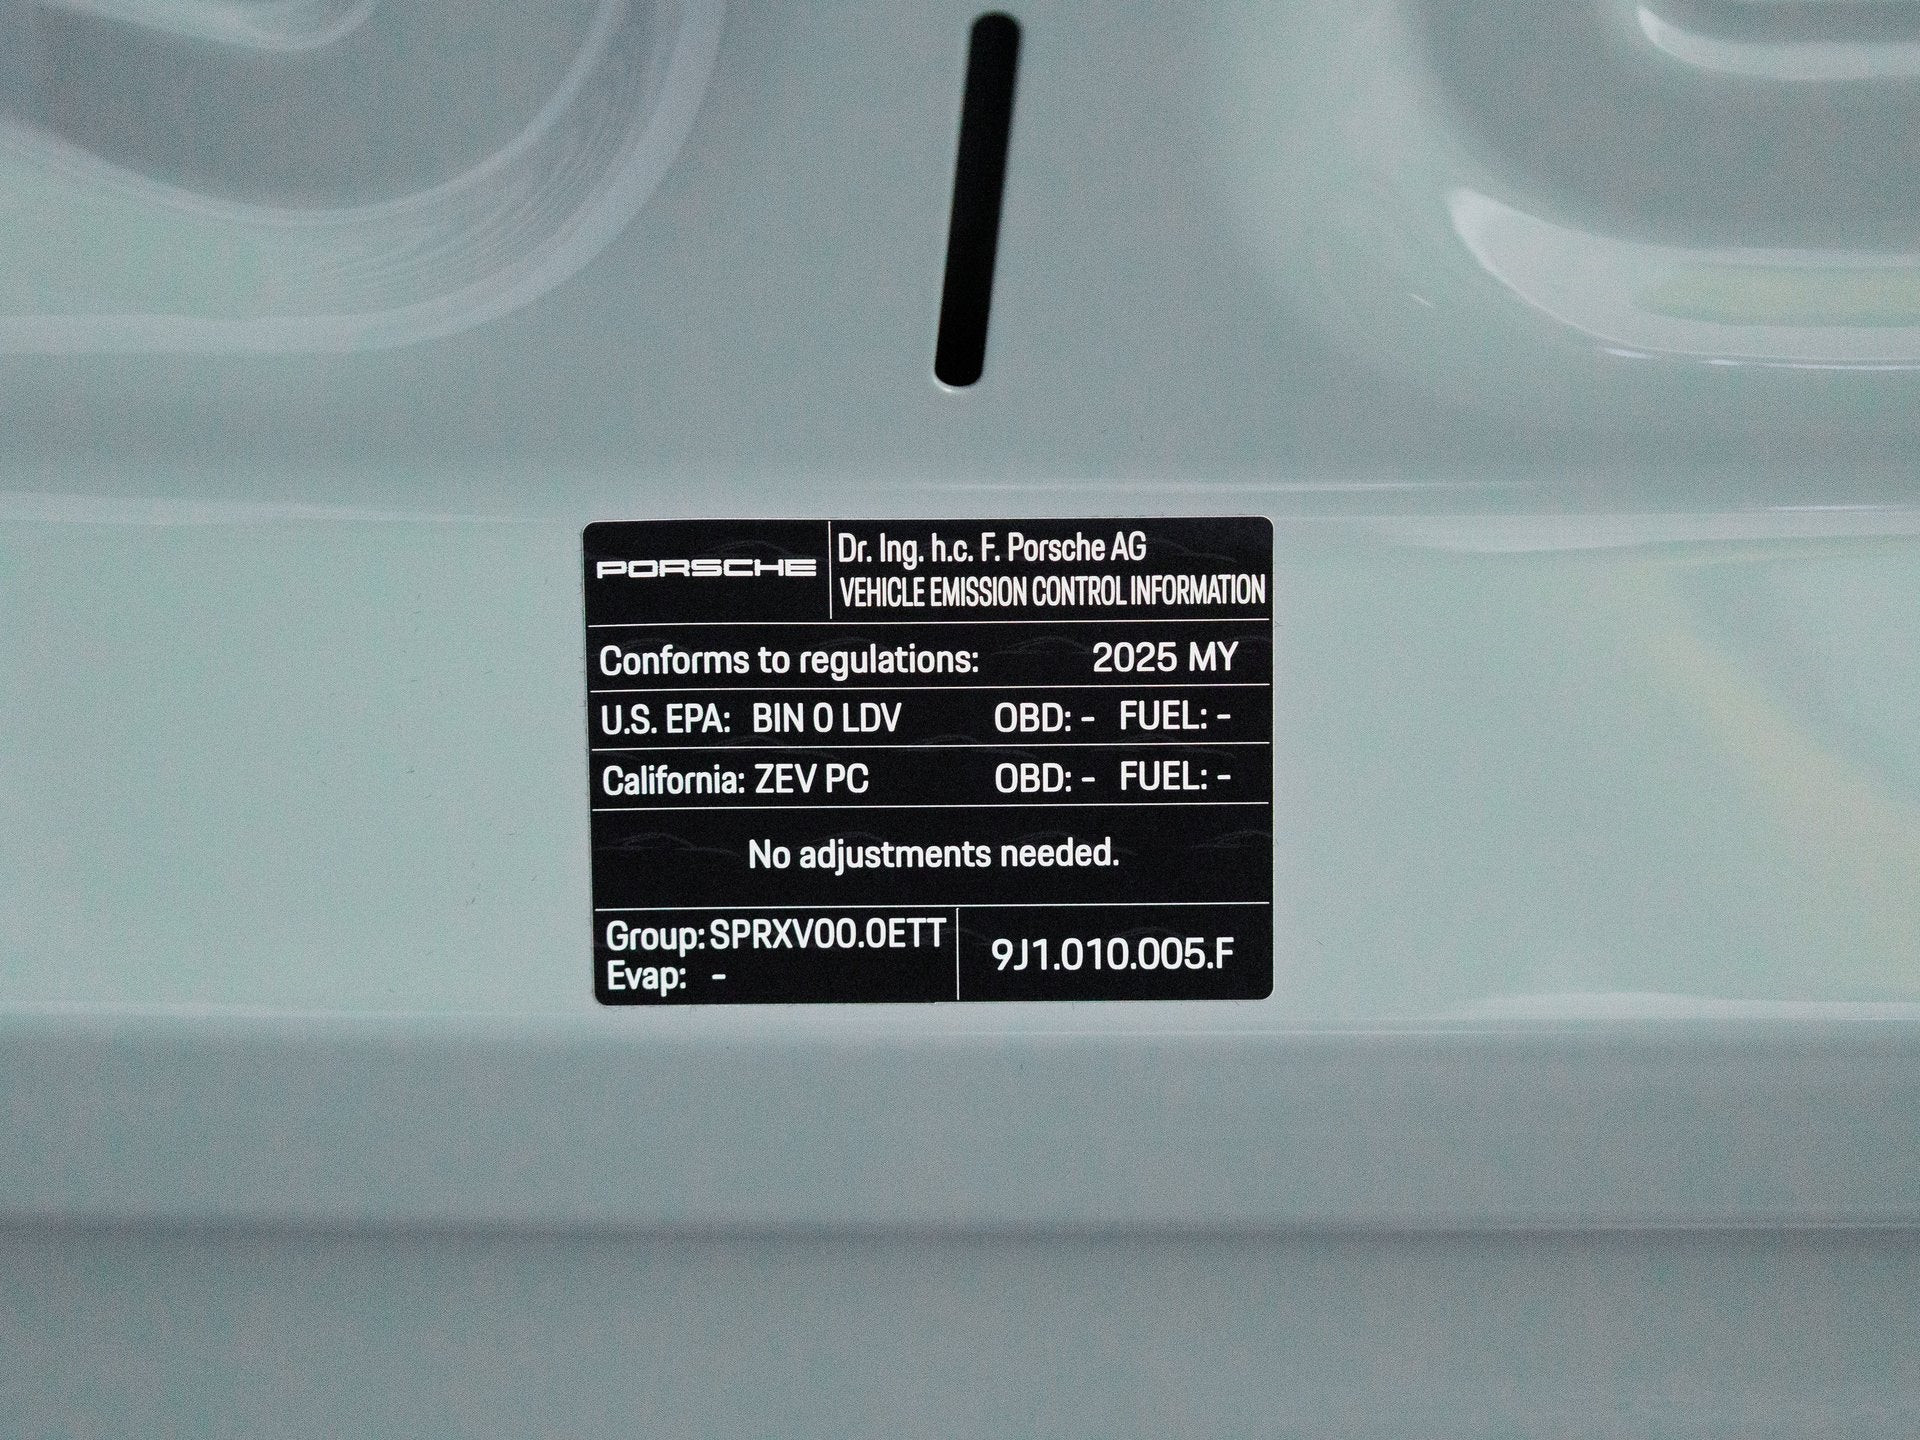 PORSCHE
Dr. Ing. h.c. F. Porsche AG
VEHICLE EMISSION CONTROL INFORMATION
Conforms to regulations: 2025 MY
U.S. EPA: BIN 0 LDV OBD: - FUEL: -
California: ZEV PC OBD: - FUEL: -
No adjustments needed.
Group: SPRXV00.0ETT
Evap: -
9J1.010.005.F